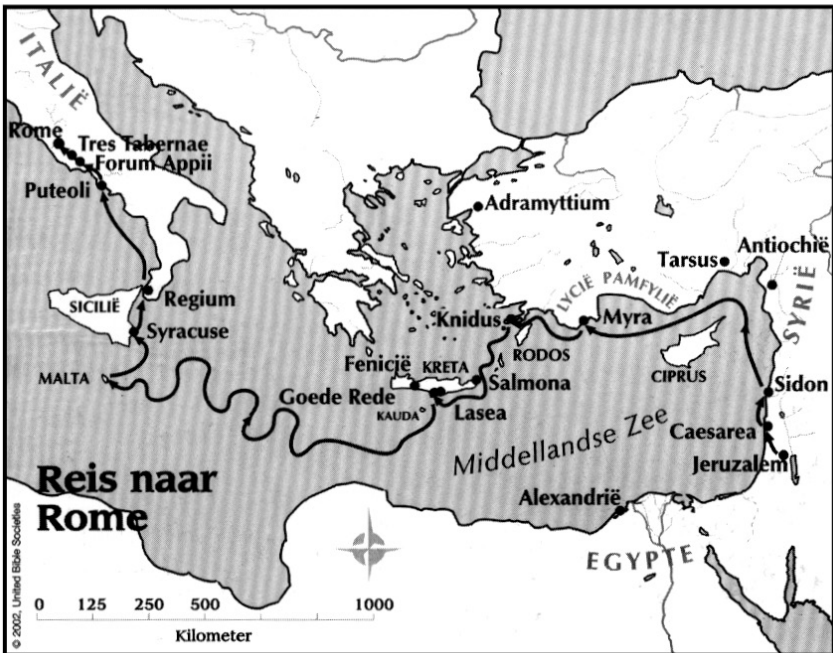 ITALIË
Rome
Tres Tabernae
Forum Appii
Puteoli
Adramyttium
Antiochië
Tarsus
SYRIË
LYCIË
PAMFYLIË
Regium
SICILIË
Knidus
Myra
Syracuse
RODOS
Fenicië
KRETA
CIPRUS
MALTA
Salmona
Sidon
Goede Rede
Lasea
KAUDA
Caesarea
Middellandse Zee
Jeruzalem
Reis naar
Rome
Alexandrië
EGYPTE
0 125 250 500 1000
Kilometer
© 2002, United Bible Societies